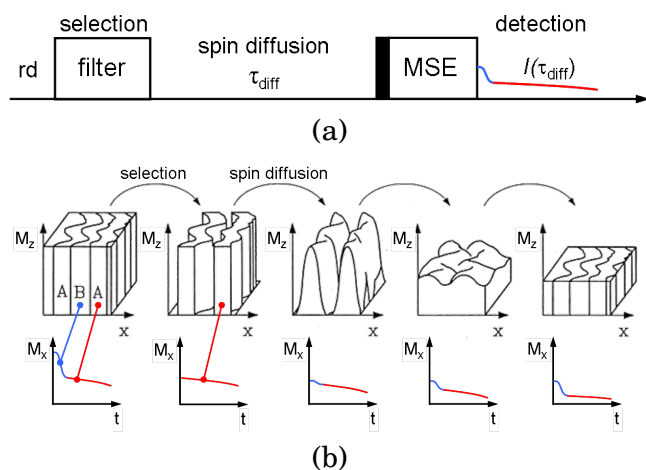 selection
spin diffusion
detection
rd
filter
τdiff
MSE
I(τdiff)
(a)
selection
spin diffusion
Mz
Mz
Mz
Mz
Mz
A B A
x
x
x
x
x
Mx
Mx
Mx
Mx
Mx
t
t
t
t
t
(b)